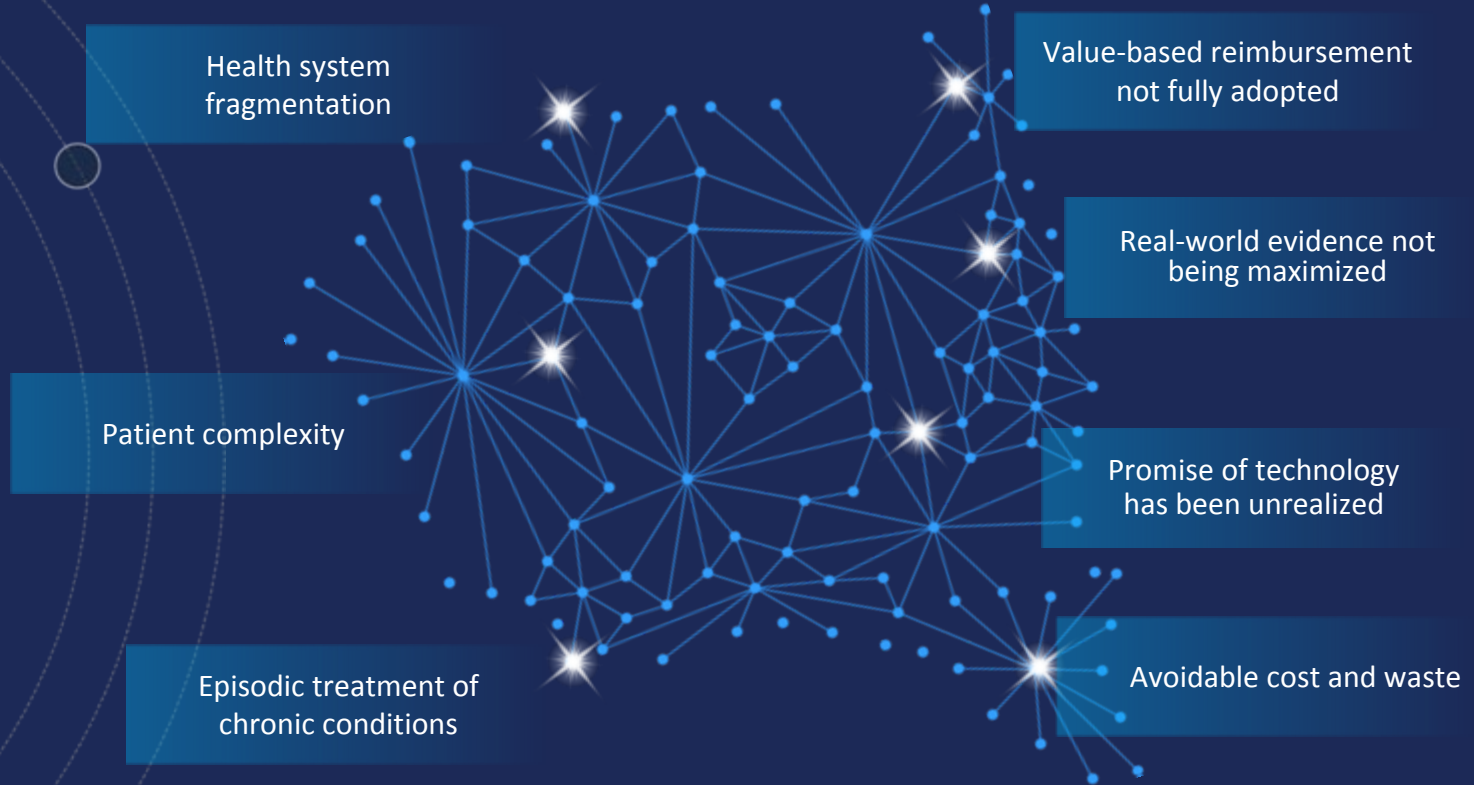 Health system
fragmentation
Patient complexity
Episodic treatment of
chronic conditions
Value-based reimbursement
not fully adopted
Real-world evidence not
being maximized
Promise of technology
has been unrealized
Avoidable cost and waste